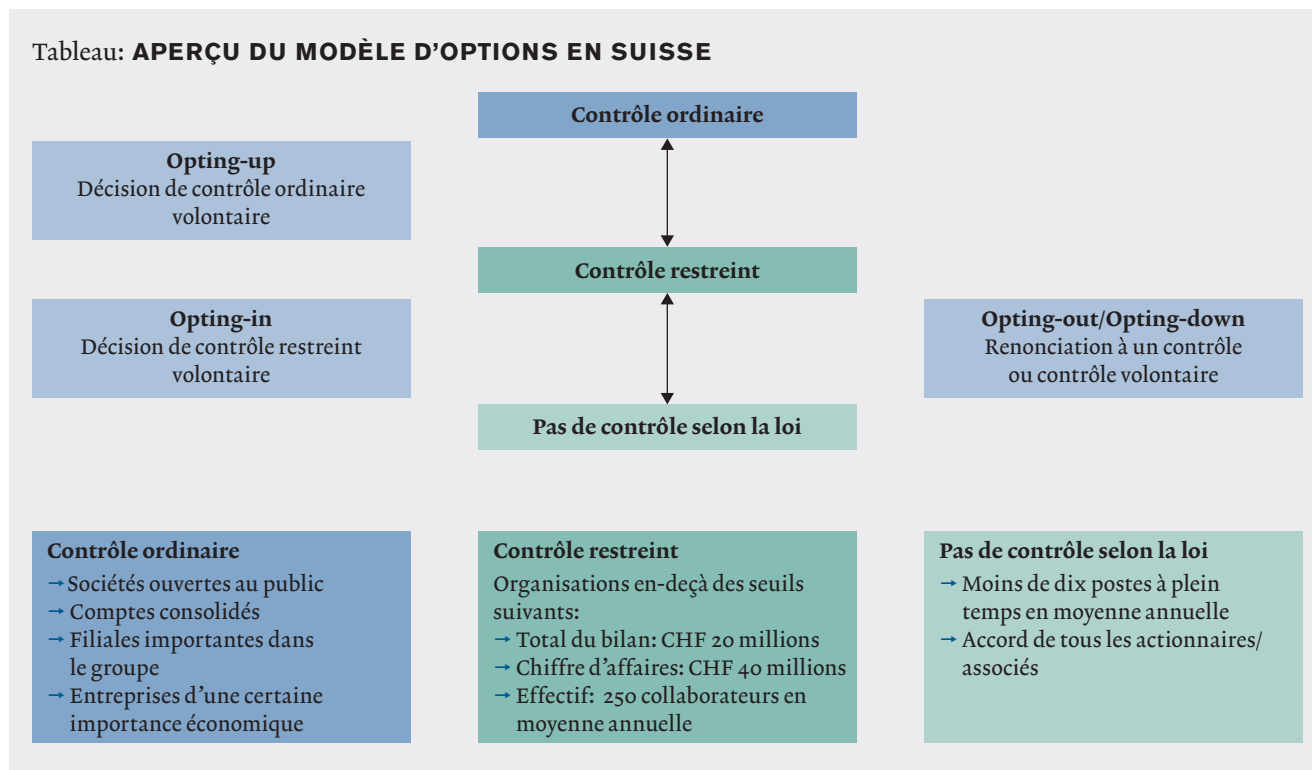 Tableau: APERÇU DU MODÈLE D'OPTIONS EN SUISSE
Contrôle ordinaire
Opting-up
Décision de contrôle ordinaire
volontaire
Contrôle restreint
Opting-in
Décision de contrôle restreint
volontaire
Opting-out/Opting-down
Renonciation à un contrôle
ou contrôle volontaire
Pas de contrôle selon la loi
Contrôle ordinaire
→ Sociétés ouvertes au public
→ Comptes consolidés
→ Filiales importantes dans
le groupe
→ Entreprises d'une certaine
importance économique
Contrôle restreint
Organisations en-deçà des seuils
suivants:
→ Total du bilan: CHF 20 millions
→ Chiffre d'affaires: CHF 40 millions
→ Effectif: 250 collaborateurs en
moyenne annuelle
Pas de contrôle selon la loi
→ Moins de dix postes à plein
temps en moyenne annuelle
→ Accord de tous les actionnaires/
associés